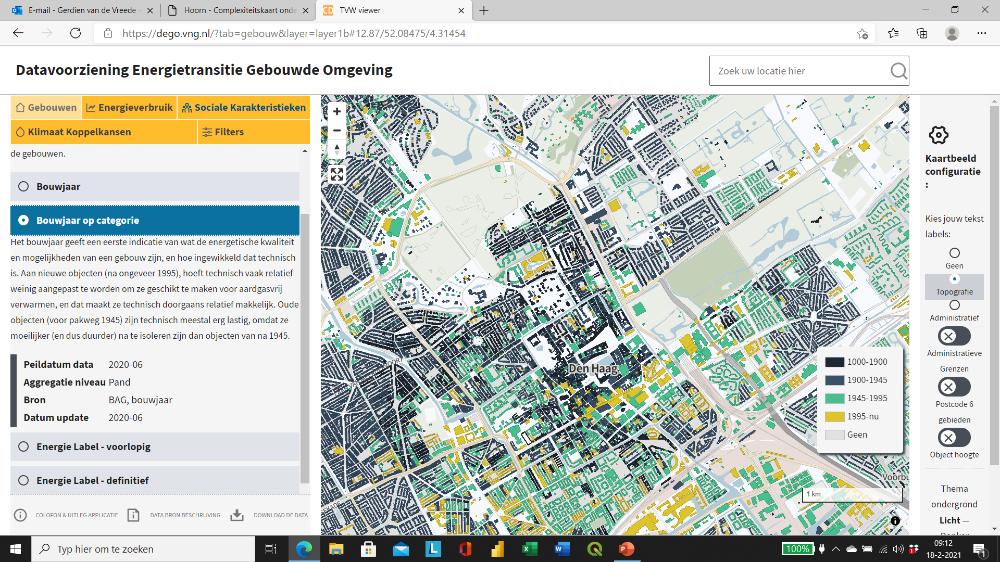 E-mail - Gerdien van de Vreede -
Hoorn - Complexiteitskaart onde
CD TVW viewer
https://dego.vng.nl/?tab=gebouw&layer=layer1b#12.87/52.08475/4.31454
Datavoorziening Energietransitie Gebouwde Omgeving
Zoek uw locatie hier
Gebouwen
Energieverbruik
Sociale Karakteristieken
Klimaat Koppelkansen
Filters
de gebouwen.
Bouwjaar
Bouwjaar op categorie
Het bouwjaar geeft een eerste indicatie van wat de energetische kwaliteit
en mogelijkheden van een gebouw zijn, en hoe ingewikkeld dat technisch
is. Aan nieuwe objecten (na ongeveer 1995), hoeft technisch vaak relatief
weinig aangepast te worden om ze geschikt te maken voor aardgasvrij
verwarmen, en dat maakt ze technisch doorgaans relatief makkelijk. Oude
objecten (voor pakweg 1945) zijn technisch meestal erg lastig, omdat ze
moeilijker (en dus duurder) na te isoleren zijn dan objecten van na 1945.
Peildatum data 2020-06
Aggregatie niveau Pand
Bron BAG, bouwjaar
Datum update 2020-06
Energie Label - voorlopig
Energie Label - definitief
COLOFON & UITLEG APPLICATIE
DATA BRON BESCHRIJVING
DOWNLOAD DE DATA
Den Haag
Voorbu
1000-1900
1900-1945
1945-1995
1995-nu
Geen
1 km
Kaartbeeld
configuratie
:
Kies jouw tekst
labels:
Geen
Topografie
Administratief
Administratieve
Grenzen
Postcode 6
gebieden
Object hoogte
Thema
ondergrond
Licht —
Donker
Typ hier om te zoeken
100%
09:12
18-2-2021
1